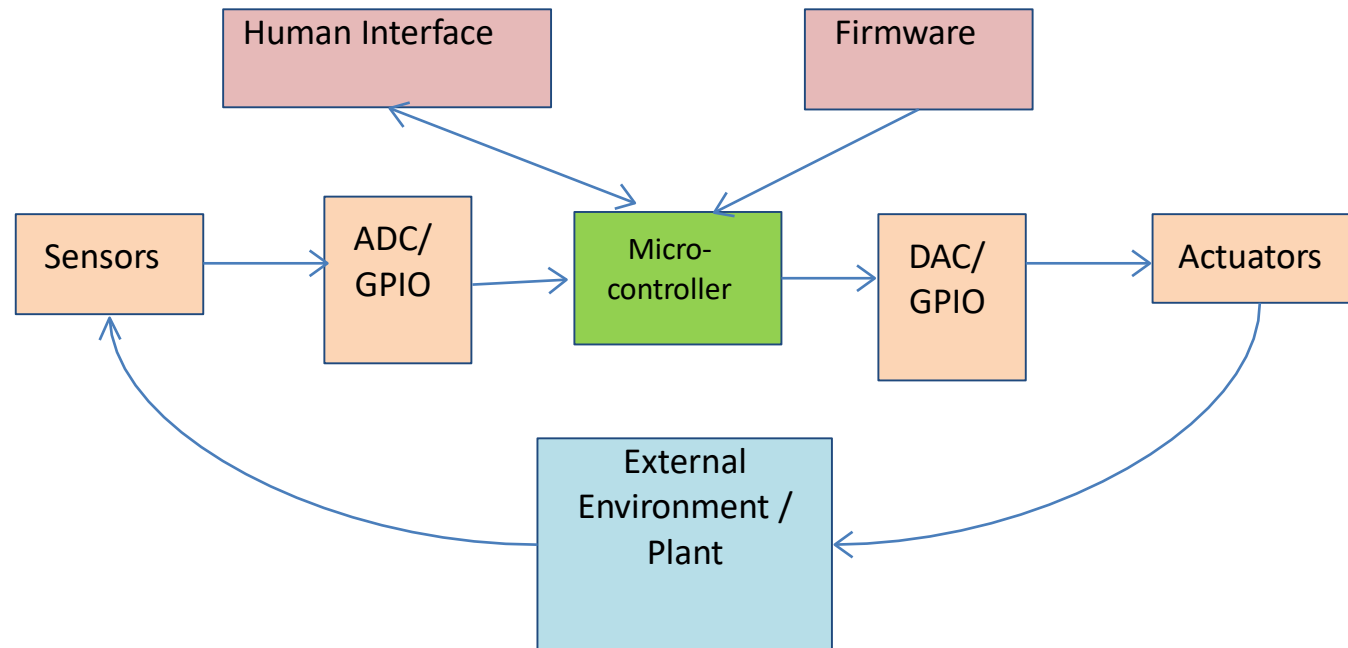 Human Interface
Firmware
Sensors
ADC/
GPIO
Micro-
controller
DAC/
GPIO
Actuators
External
Environment /
Plant